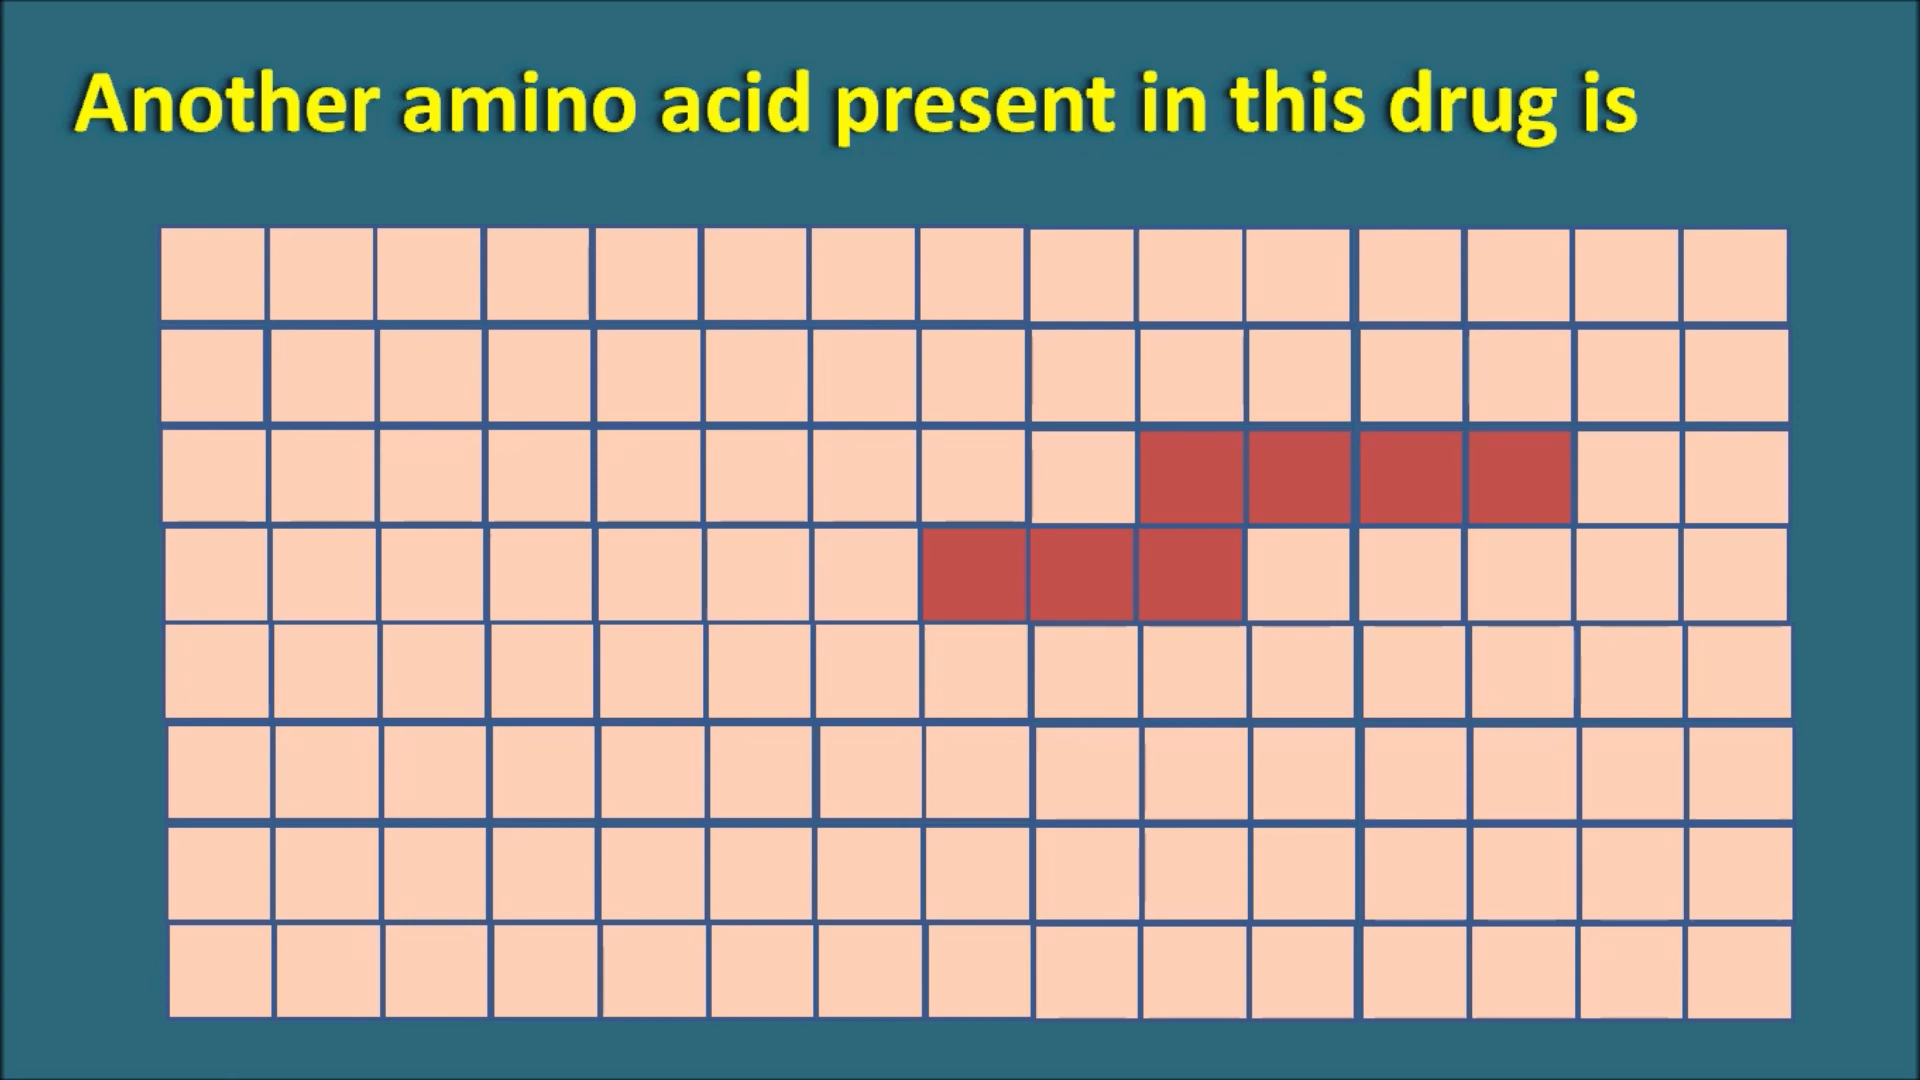 Another amino acid present in this drug is